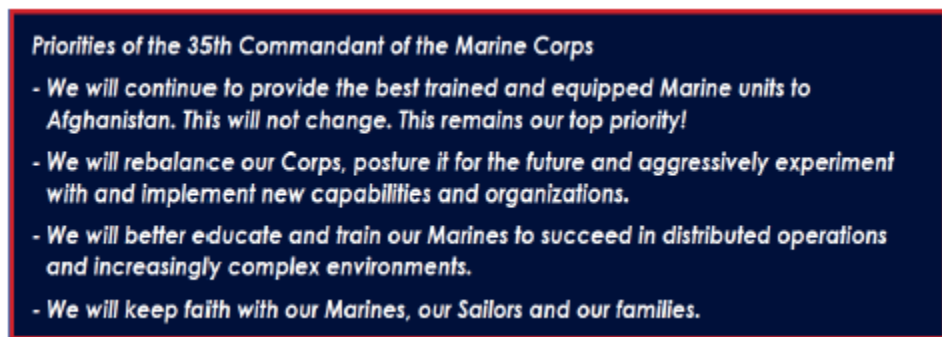 Priorities of the 35th Commandant of the Marine Corps
- We will continue to provide the best trained and equipped Marine units to
Afghanistan. This will not change. This remains our top priority!
- We will rebalance our Corps, posture it for the future and aggressively experiment
with and implement new capabilities and organizations.
- We will better educate and train our Marines to succeed in distributed operations
and increasingly complex environments.
- We will keep faith with our Marines, our Sailors and our families.